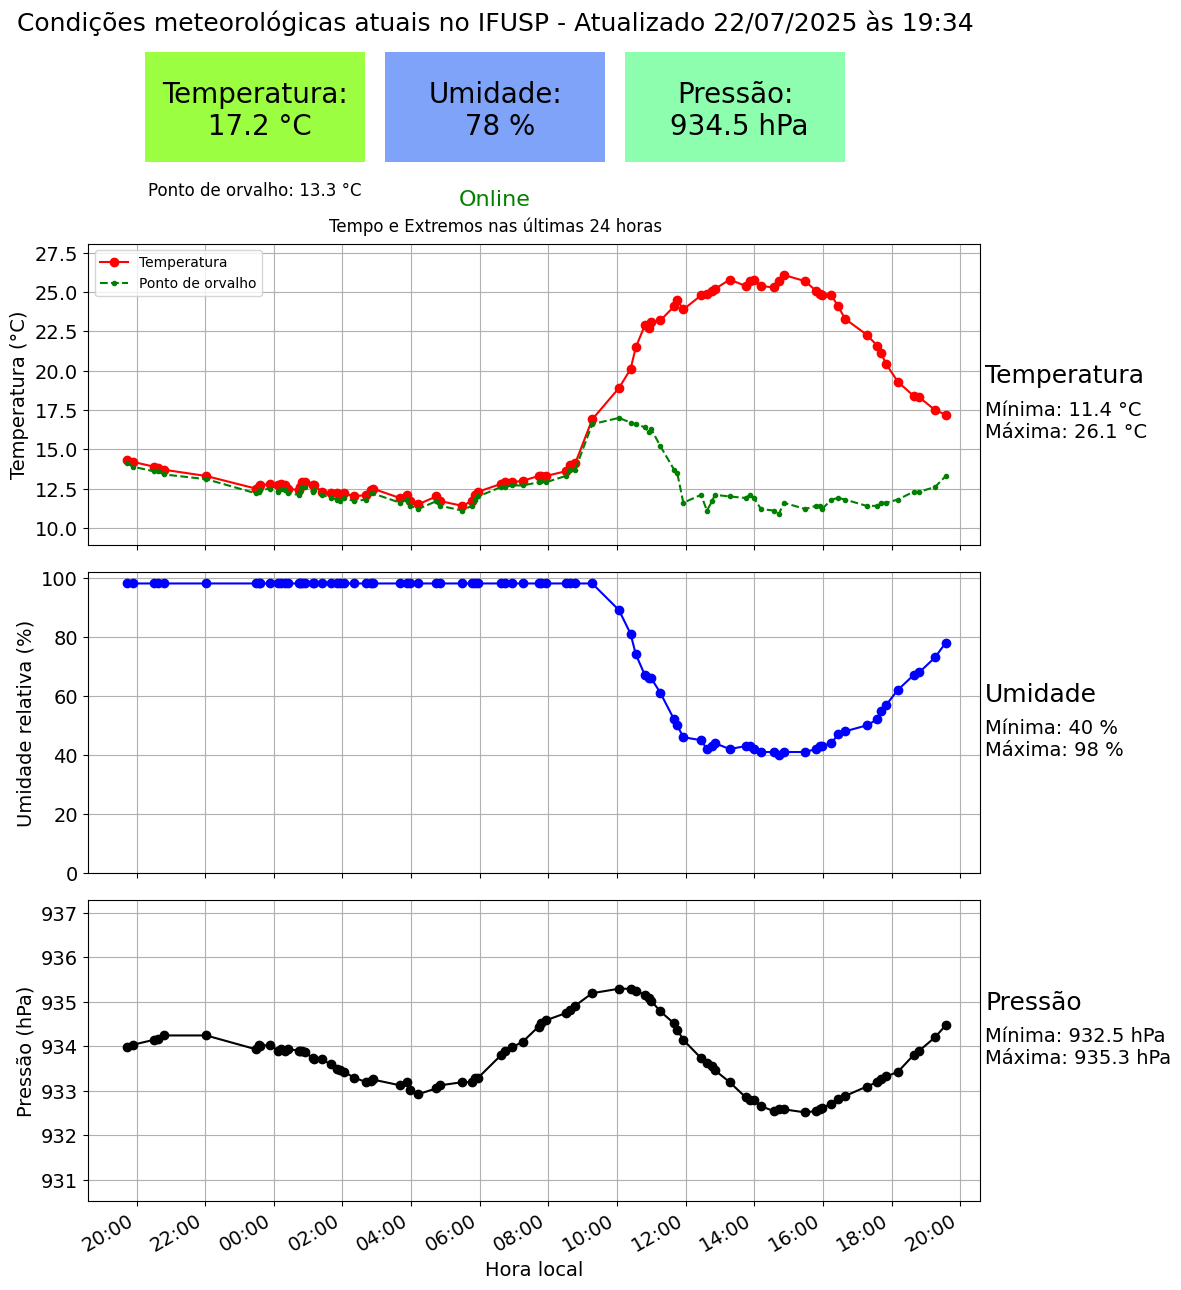 Condições meteorológicas atuais no IFUSP - Atualizado 22/07/2025 às 19:34
Temperatura:
17.2 °C
Umidade:
78 %
Pressão:
934.5 hPa
Ponto de orvalho: 13.3 °C
Online
Tempo e Extremos nas últimas 24 horas
Temperatura (°C)
27.5
25.0
22.5
20.0
17.5
15.0
12.5
10.0
Temperatura
Ponto de orvalho
Temperatura
Mínima: 11.4 °C
Máxima: 26.1 °C
Umidade relativa (%)
100
80
60
40
20
0
Umidade
Mínima: 40 %
Máxima: 98 %
Pressão (hPa)
937
936
935
934
933
932
931
Pressão
Mínima: 932.5 hPa
Máxima: 935.3 hPa
20:00 22:00 00:00 02:00 04:00 06:00 08:00 10:00 12:00 14:00 16:00 18:00 20:00
Hora local